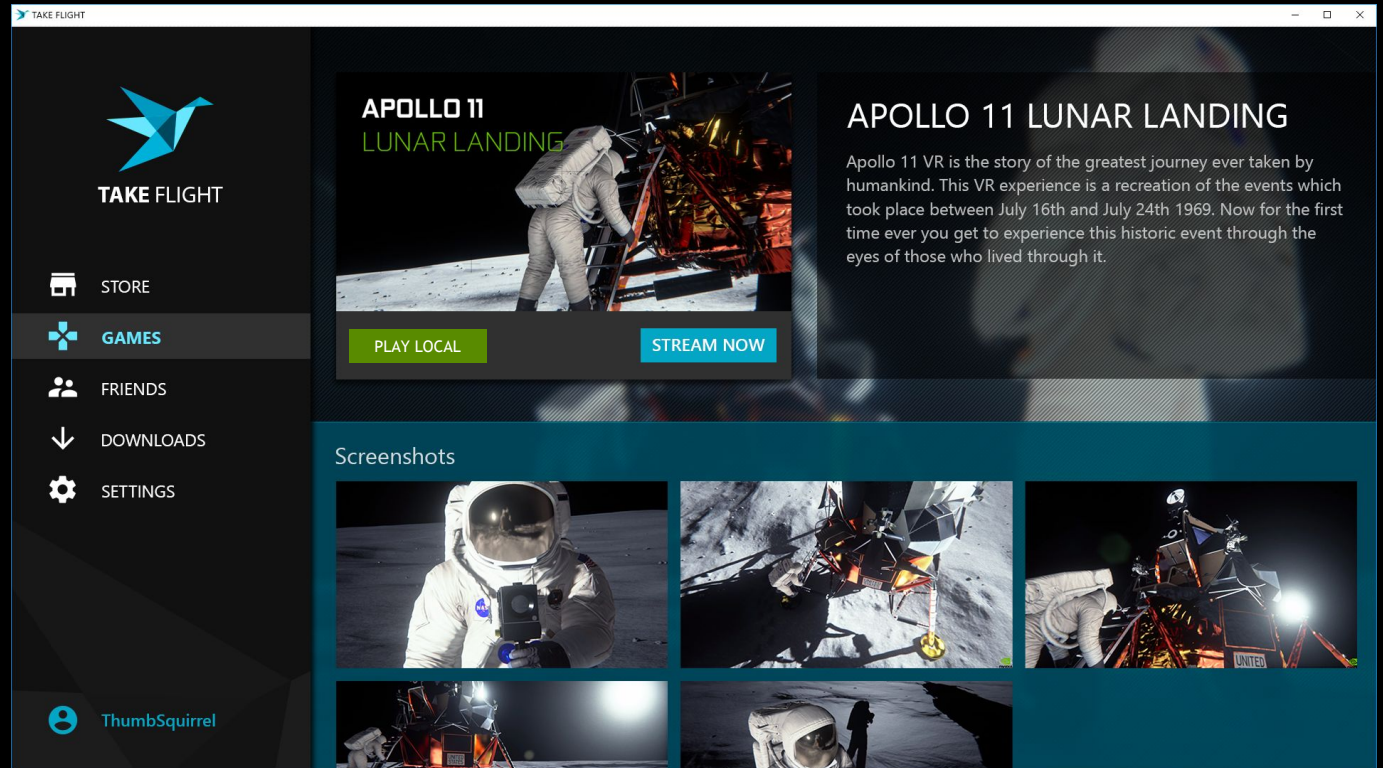 TAKE FLIGHT
TAKE FLIGHT
STORE
GAMES
FRIENDS
DOWNLOADS
SETTINGS
ThumbSquirrel
APOLLO 11
LUNAR LANDING
PLAY LOCAL
STREAM NOW
APOLLO 11 LUNAR LANDING
Apollo 11 VR is the story of the greatest journey ever taken by
humankind. This VR experience is a recreation of the events which
took place between July 16th and July 24th 1969. Now for the first
time ever you get to experience this historic event through the
eyes of those who lived through it.
Screenshots
NASA
UNITED
UNITED